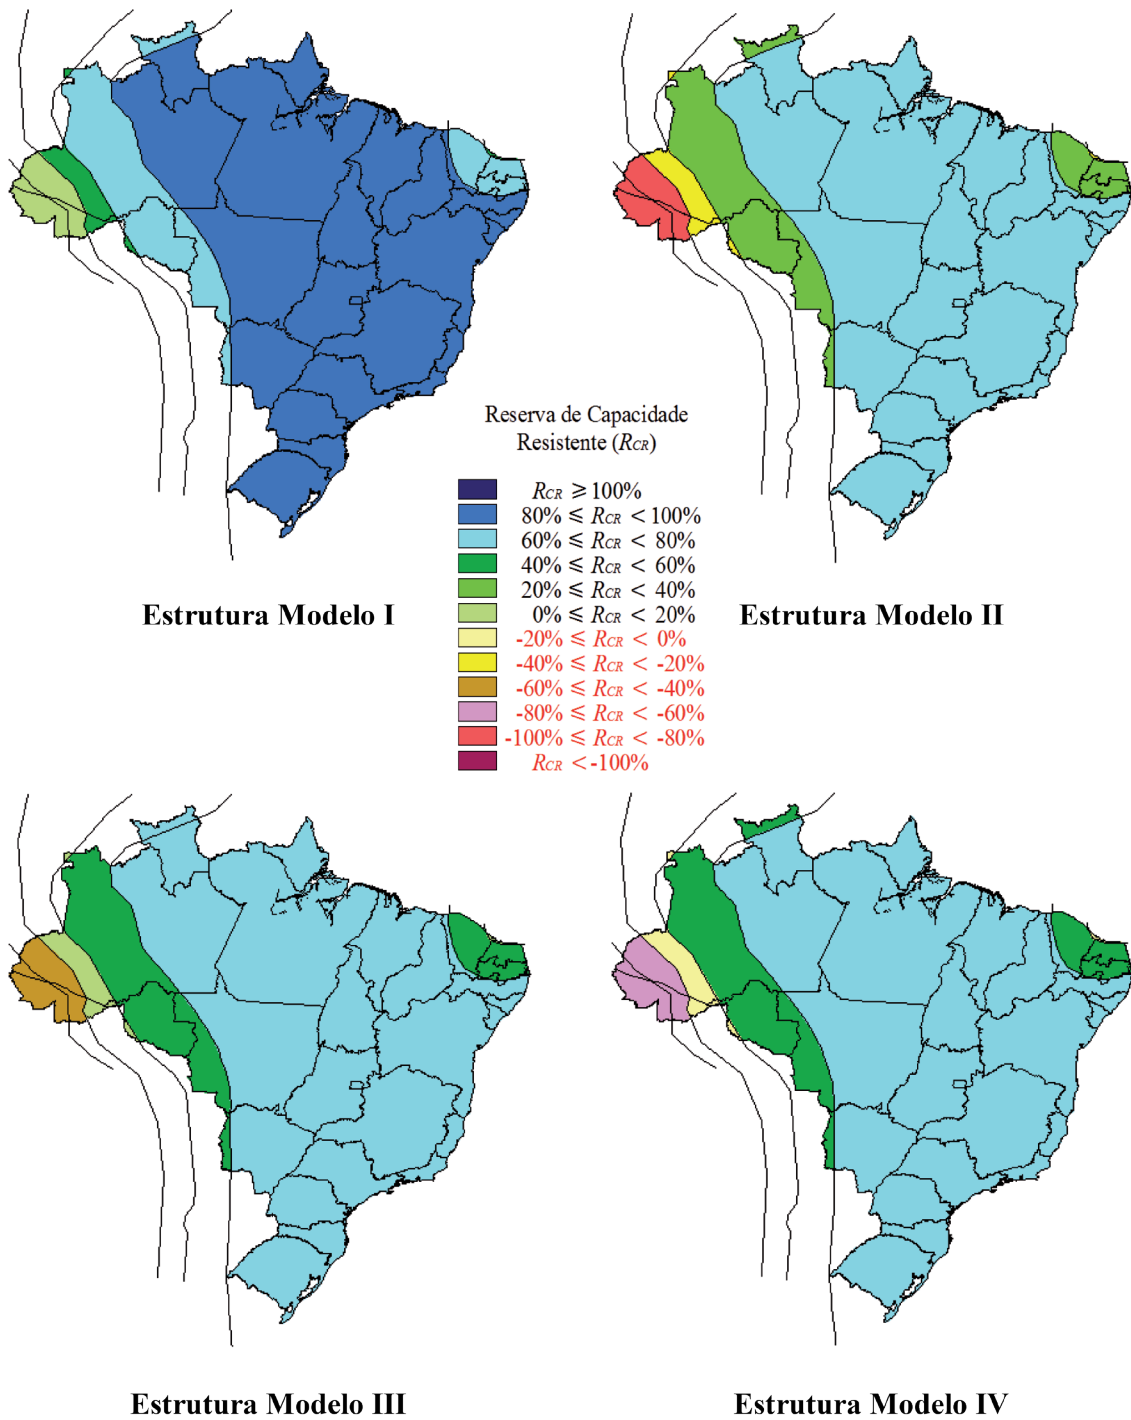 Reserva de Capacidade
Resistente (RCR)
RCR ⩾ 100%
80% ⩽ RCR < 100%
60% ⩽ RCR < 80%
40% ⩽ RCR < 60%
20% ⩽ RCR < 40%
0% ⩽ RCR < 20%
-20% ⩽ RCR < 0%
-40% ⩽ RCR < -20%
-60% ⩽ RCR < -40%
-80% ⩽ RCR < -60%
-100% ⩽ RCR < -80%
RCR < -100%
Estrutura Modelo I
Estrutura Modelo II
Estrutura Modelo III
Estrutura Modelo IV